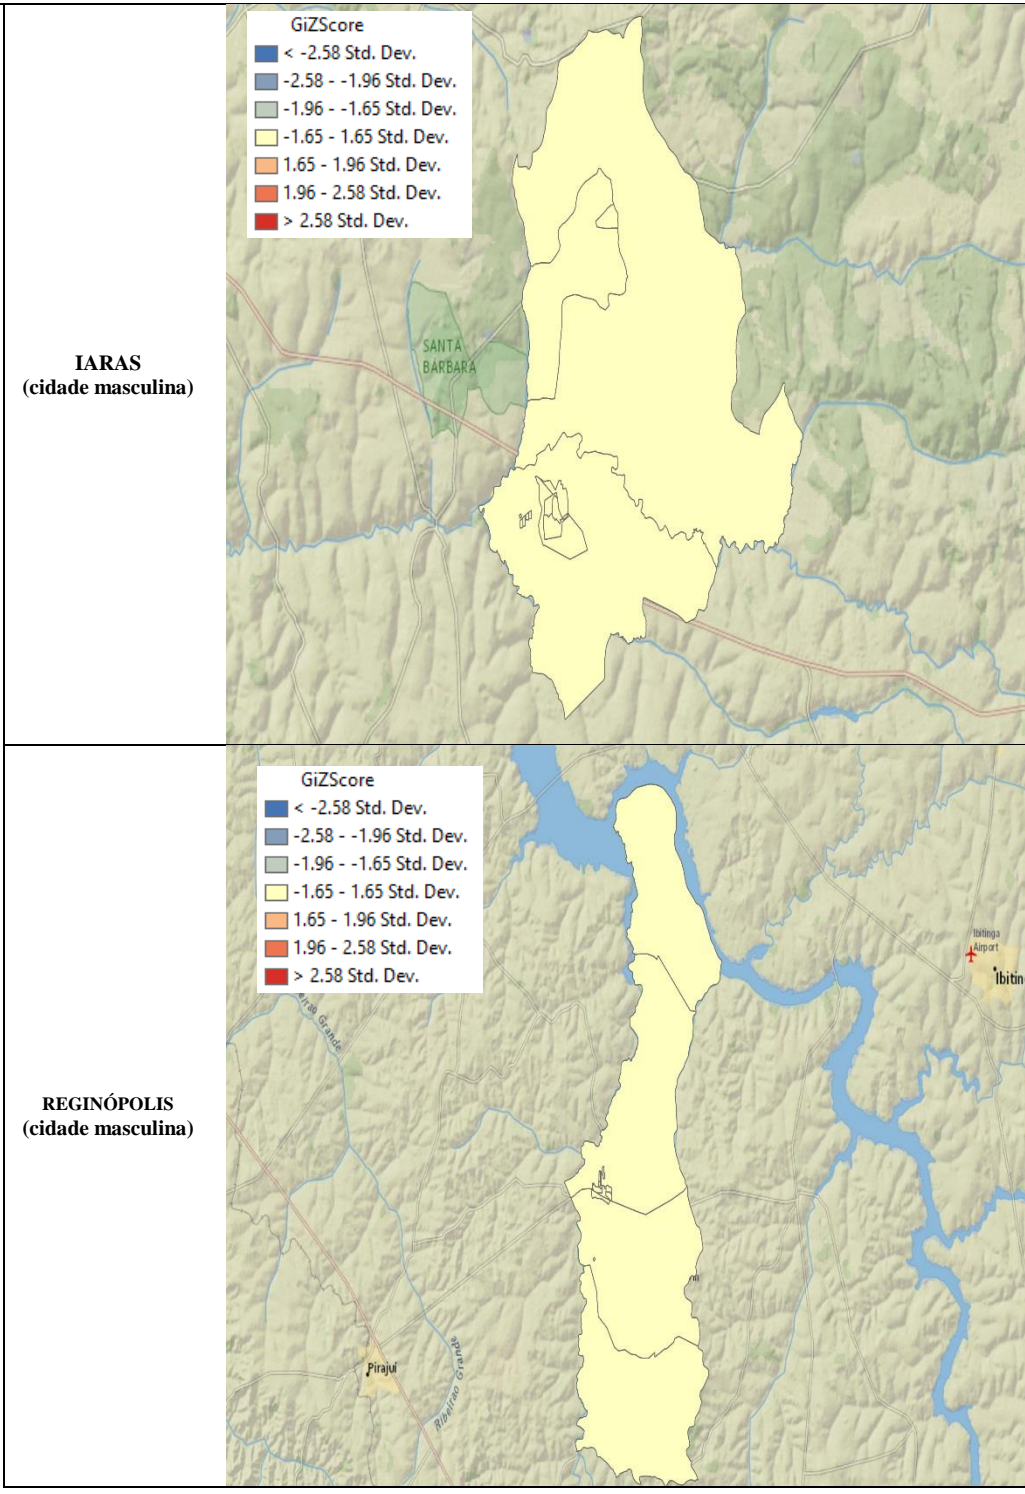 IARAS
(cidade masculina)
GiZScore
< -2.58 Std. Dev.
-2.58 - -1.96 Std. Dev.
-1.96 - -1.65 Std. Dev.
-1.65 - 1.65 Std. Dev.
1.65 - 1.96 Std. Dev.
1.96 - 2.58 Std. Dev.
> 2.58 Std. Dev.
SANTA
BÁRBARA
REGINÓPOLIS
(cidade masculina)
GiZScore
< -2.58 Std. Dev.
-2.58 - -1.96 Std. Dev.
-1.96 - -1.65 Std. Dev.
-1.65 - 1.65 Std. Dev.
1.65 - 1.96 Std. Dev.
1.96 - 2.58 Std. Dev.
> 2.58 Std. Dev.
Ibitinga
Airport
Ibitin
Grande
Pirajuí
Ribeirao Grande